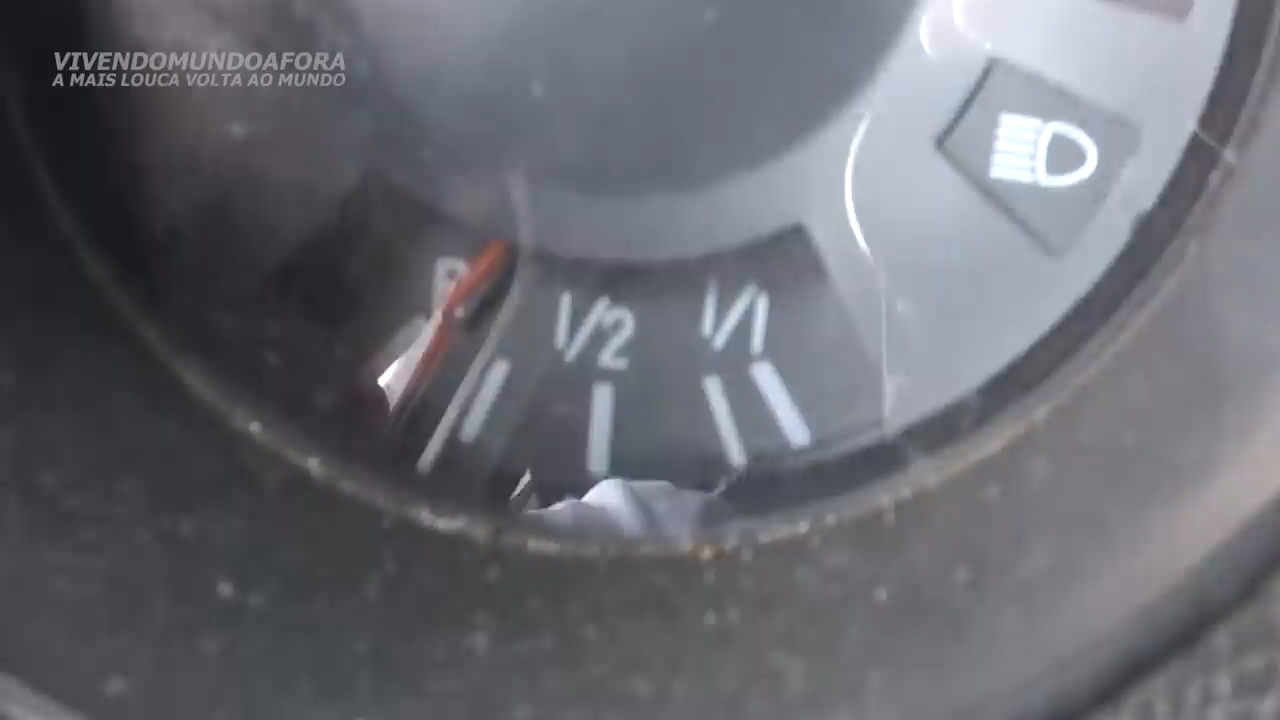 VIVENDOMUNDOAFORA
A MAIS LOUCA VOLTA AO MUNDO
R
1/2
1/1